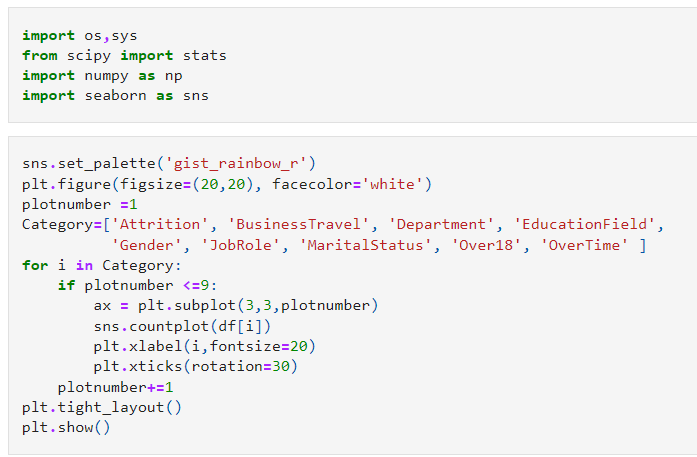 import os,sys
from scipy import stats
import numpy as np
import seaborn as sns
sns.set_palette('gist_rainbow_r')
plt.figure(figsize=(20,20), facecolor='white')
plotnumber =1
Category=['Attrition', 'BusinessTravel', 'Department', 'EducationField',
         'Gender', 'JobRole', 'MaritalStatus', 'Over18', 'OverTime' ]
for i in Category:
    if plotnumber <=9:
        ax = plt.subplot(3,3,plotnumber)
        sns.countplot(df[i])
        plt.xlabel(i,fontsize=20)
        plt.xticks(rotation=30)
    plotnumber+=1
plt.tight_layout()
plt.show()